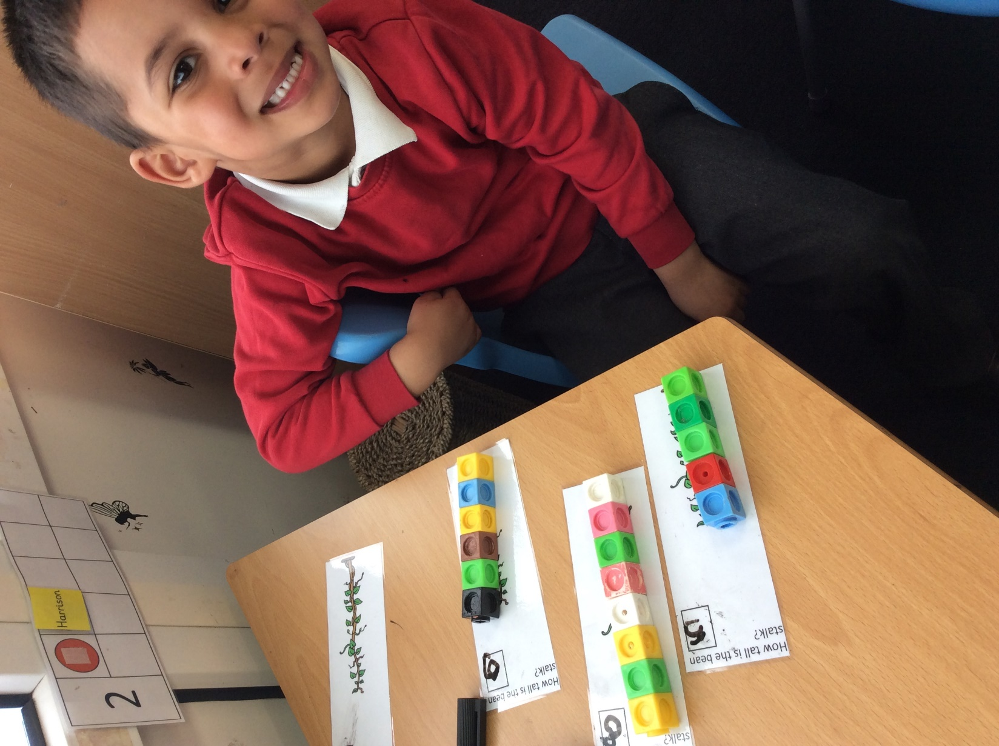 Harrison
2
How tall is the bean
stalk?
6
How tall is the bean
stalk?
5
stalk?
8